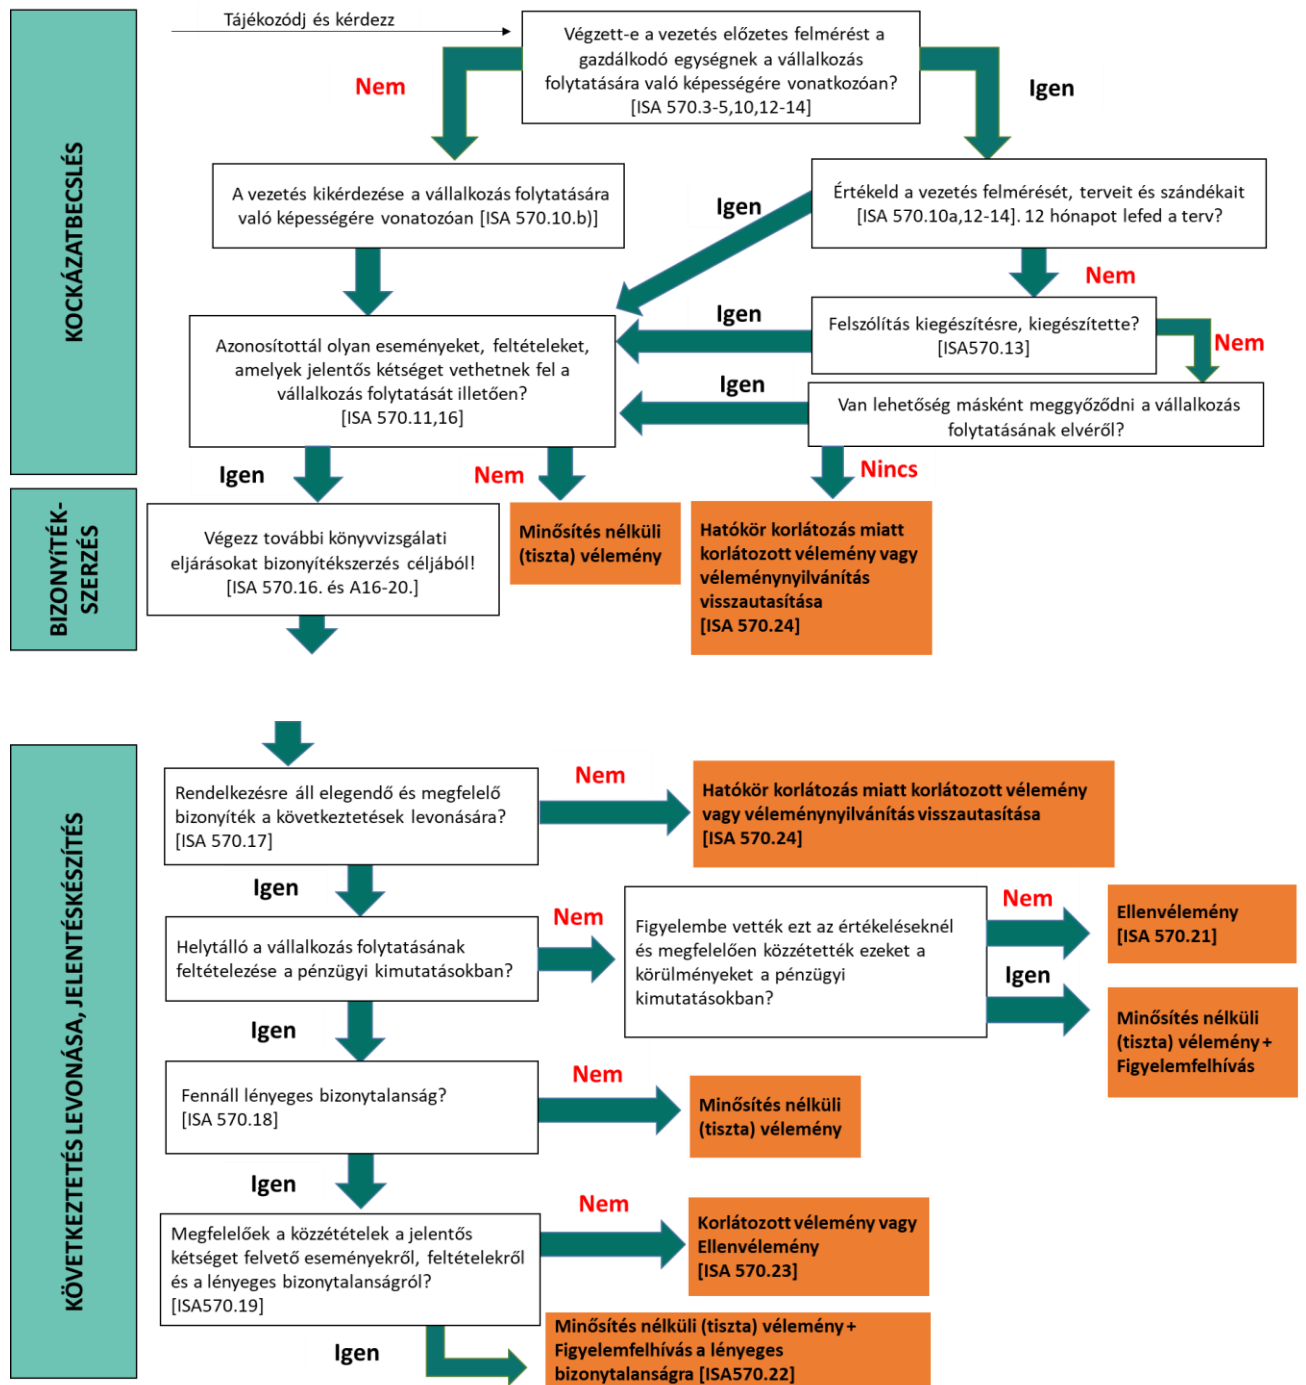 Tájékozódj és kérdezz
Végzett-e a vezetés előzetes felmérést a
gazdálkodó egységnek a vállalkozás
folytatására való képességére vonatkozóan?
[ISA 570.3-5,10,12-14]
Nem
Igen
KOCKÁZATBECSLÉS
A vezetés kikérdezése a vállalkozás folytatására
való képességére vonatozóan [ISA 570.10.b)]
Igen
Értékeld a vezetés felmérését, terveit és szándékait
[ISA 570.10a,12-14]. 12 hónapot lefed a terv?
Nem
Azonosítottál olyan eseményeket, feltételeket,
amelyek jelentős kétséget vethetnek fel a
vállalkozás folytatását illetően?
[ISA 570.11,16]
Igen
Felszólítás kiegészítésre, kiegészítette?
[ISA570.13]
Nem
Igen
Van lehetőség másként meggyőződni a vállalkozás
folytatásának elvéről?
Igen
Nem
Nincs
BIZONYÍTÉK-
SZERZÉS
Végezz további könyvvizsgálati
eljárásokat bizonyítékszerzés céljából!
[ISA 570.16. és A16-20.]
Minősítés nélküli
(tiszta) vélemény
Hatókör korlátozás miatt
korlátozott vélemény vagy
véleménynyilvánítás
visszautasítása
[ISA 570.24]
KÖVETKEZTETÉS LEVONÁSA, JELENTÉSKÉSZÍTÉS
Rendelkezésre áll elegendő és megfelelő
bizonyíték a következtetések levonására?
[ISA 570.17]
Nem
Hatókör korlátozás miatt korlátozott vélemény
vagy véleménynyilvánítás visszautasítása
[ISA 570.24]
Igen
Helytálló a vállalkozás folytatásának
feltételezése a pénzügyi kimutatásokban?
Nem
Figyelembe vették ezt az értékeléseknél
és megfelelően közzétették ezeket a
körülményeket a pénzügyi
kimutatásokban?
Nem
Ellenvélemény
[ISA 570.21]
Igen
Minősítés nélküli
(tiszta) vélemény +
Figyelemfelhívás
Igen
Fennáll lényeges bizonytalanság?
[ISA 570.18]
Nem
Minősítés nélküli
(tiszta) vélemény
Igen
Megfelelőek a közzétételek a jelentős
kétséget felvető eseményekről, feltételekről
és a lényeges bizonytalanságról?
[ISA570.19]
Nem
Korlátozott vélemény vagy
Ellenvélemény
[ISA 570.23]
Igen
Minősítés nélküli (tiszta) vélemény +
Figyelemfelhívás a lényeges
bizonytalanságra [ISA570.22]